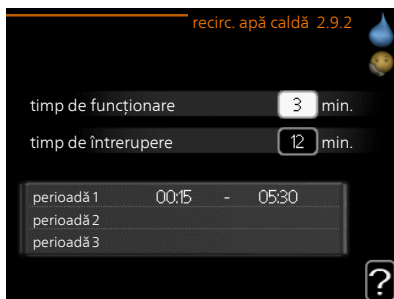 recirc. apă caldă 2.9.2
timp de funcționare 3 min.
timp de întrerupere 12 min.
perioadă 1 00:15 - 05:30
perioadă 2
perioadă 3
?